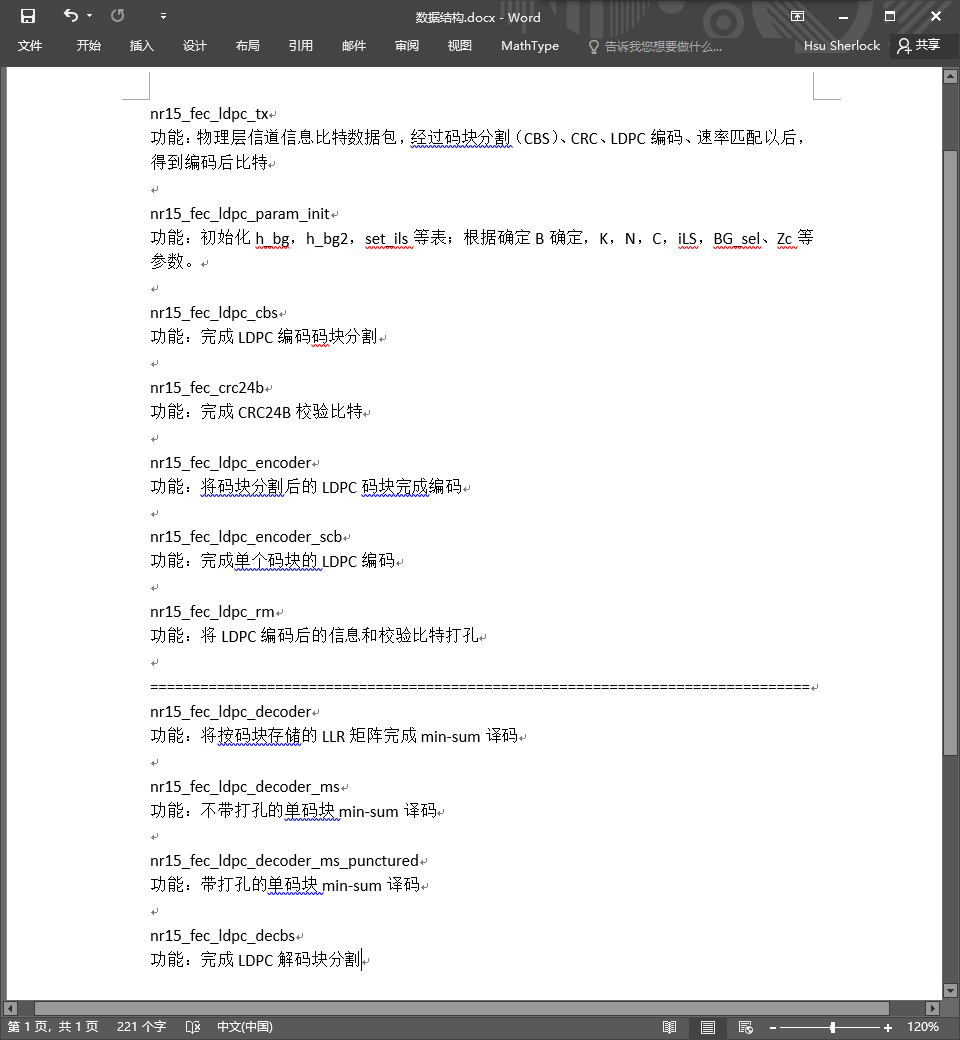 数据结构.docx - Word
文件 开始 插入 设计 布局 引用 邮件 审阅 视图 MathType 告诉我您想要做什么... Hsu Sherlock 共享
nr15_fec_ldpc_tx
功能：物理层信道信息比特数据包，经过码块分割（CBS）、CRC、LDPC 编码、速率匹配以后，
得到编码后比特
nr15_fec_ldpc_param_init
功能：初始化 h_bg，h_bg2，set_ils 等表；根据确定 B 确定，K，N，C，iLS，BG_sel、Zc 等
参数。
nr15_fec_ldpc_cbs
功能：完成 LDPC 编码码块分割
nr15_fec_crc24b
功能：完成 CRC24B 校验比特
nr15_fec_ldpc_encoder
功能：将码块分割后的 LDPC 码块完成编码
nr15_fec_ldpc_encoder_scb
功能：完成单个码块的 LDPC 编码
nr15_fec_ldpc_rm
功能：将 LDPC 编码后的信息和校验比特打孔
===============================================================================
nr15_fec_ldpc_decoder
功能：将按码块存储的 LLR 矩阵完成 min-sum 译码
nr15_fec_ldpc_decoder_ms
功能：不带打孔的单码块 min-sum 译码
nr15_fec_ldpc_decoder_ms_punctured
功能：带打孔的单码块 min-sum 译码
nr15_fec_ldpc_decbs
功能：完成 LDPC 解码块分割
第 1 页，共 1 页 221 个字 中文(中国) 120%